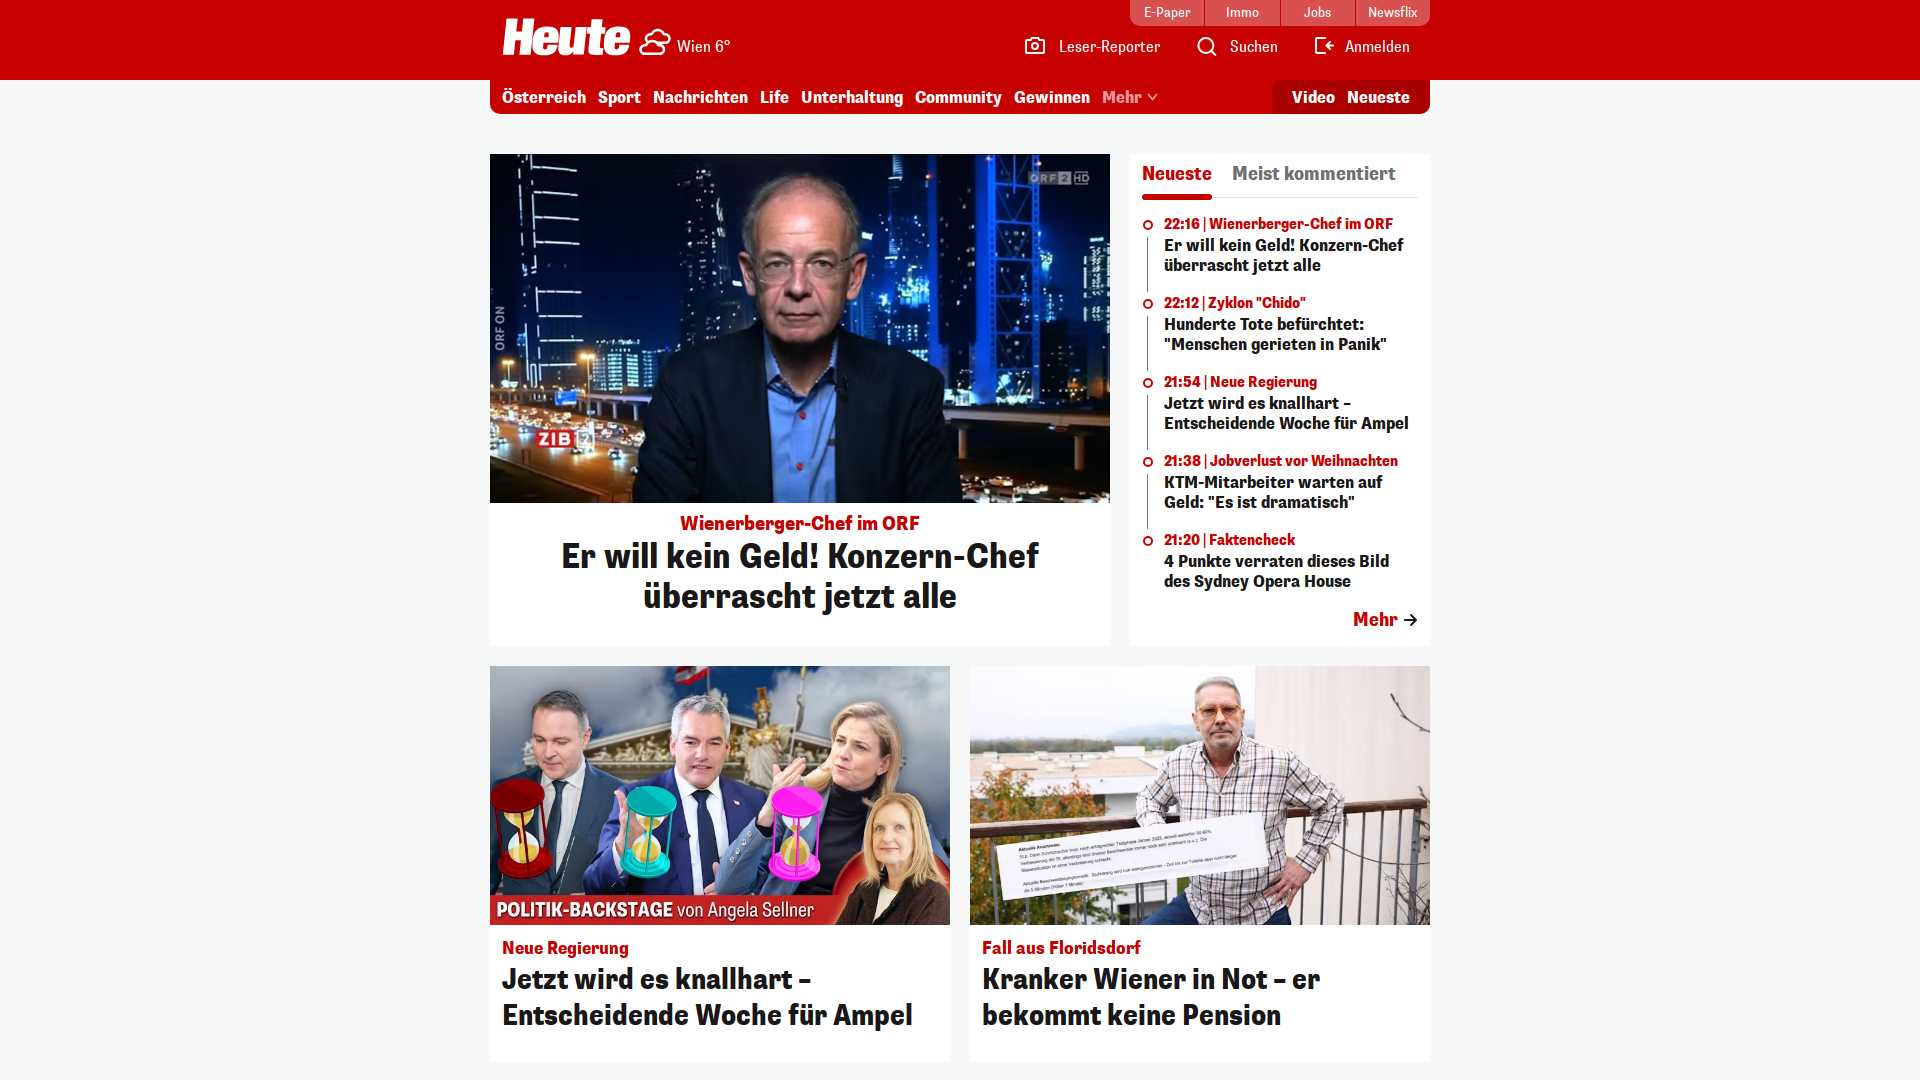 E-Paper
Immo
Jobs
Newsflix
Heute
Wien 6°
Leser-Reporter
Suchen
Anmelden
Österreich
Sport
Nachrichten
Life
Unterhaltung
Community
Gewinnen
Mehr
Video
Neueste
ORF 2 HD
ORF ON
ZIB 2
Wienerberger-Chef im ORF
Er will kein Geld! Konzern-Chef
überrascht jetzt alle
Neueste
Meist kommentiert
22:16 | Wienerberger-Chef im ORF
Er will kein Geld! Konzern-Chef
überrascht jetzt alle
22:12 | Zyklon "Chido"
Hunderte Tote befürchtet:
"Menschen gerieten in Panik"
21:54 | Neue Regierung
Jetzt wird es knallhart –
Entscheidende Woche für Ampel
21:38 | Jobverlust vor Weihnachten
KTM-Mitarbeiter warten auf
Geld: "Es ist dramatisch"
21:20 | Faktencheck
4 Punkte verraten dieses Bild
des Sydney Opera House
Mehr
POLITIK-BACKSTAGE von Angela Sellner
Neue Regierung
Jetzt wird es knallhart –
Entscheidende Woche für Ampel
Fall aus Floridsdorf
Kranker Wiener in Not – er
bekommt keine Pension